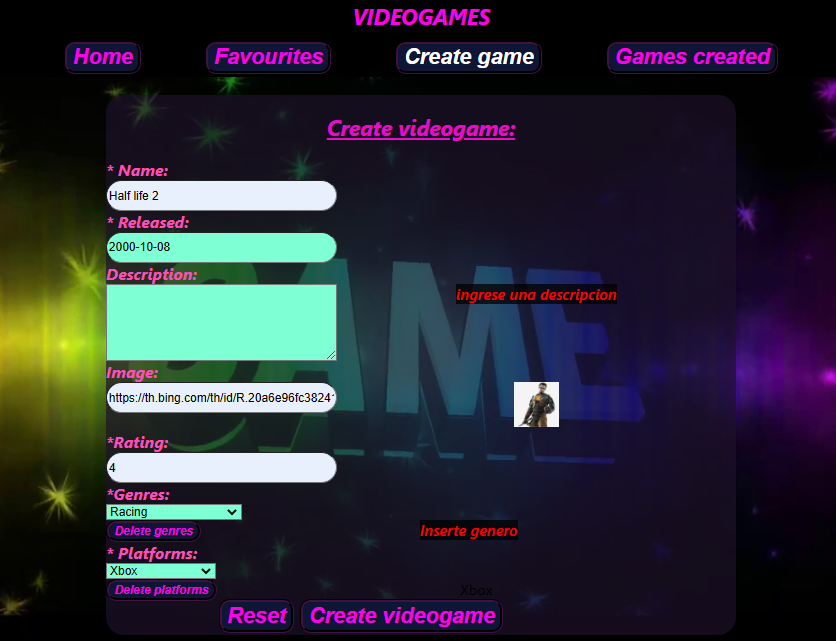 VIDEOGAMES
Home Favourites Create game Games created
Create videogame:
* Name:
Half life 2
* Released:
2000-10-08
Description:
ingrese una descripcion
Image:
https://th.bing.com/th/id/R.20a6e96fc38241
*Rating:
4
*Genres:
Racing
Delete genres Inserte genero
* Platforms:
Xbox
Delete platforms Xbox
Reset Create videogame
GAME